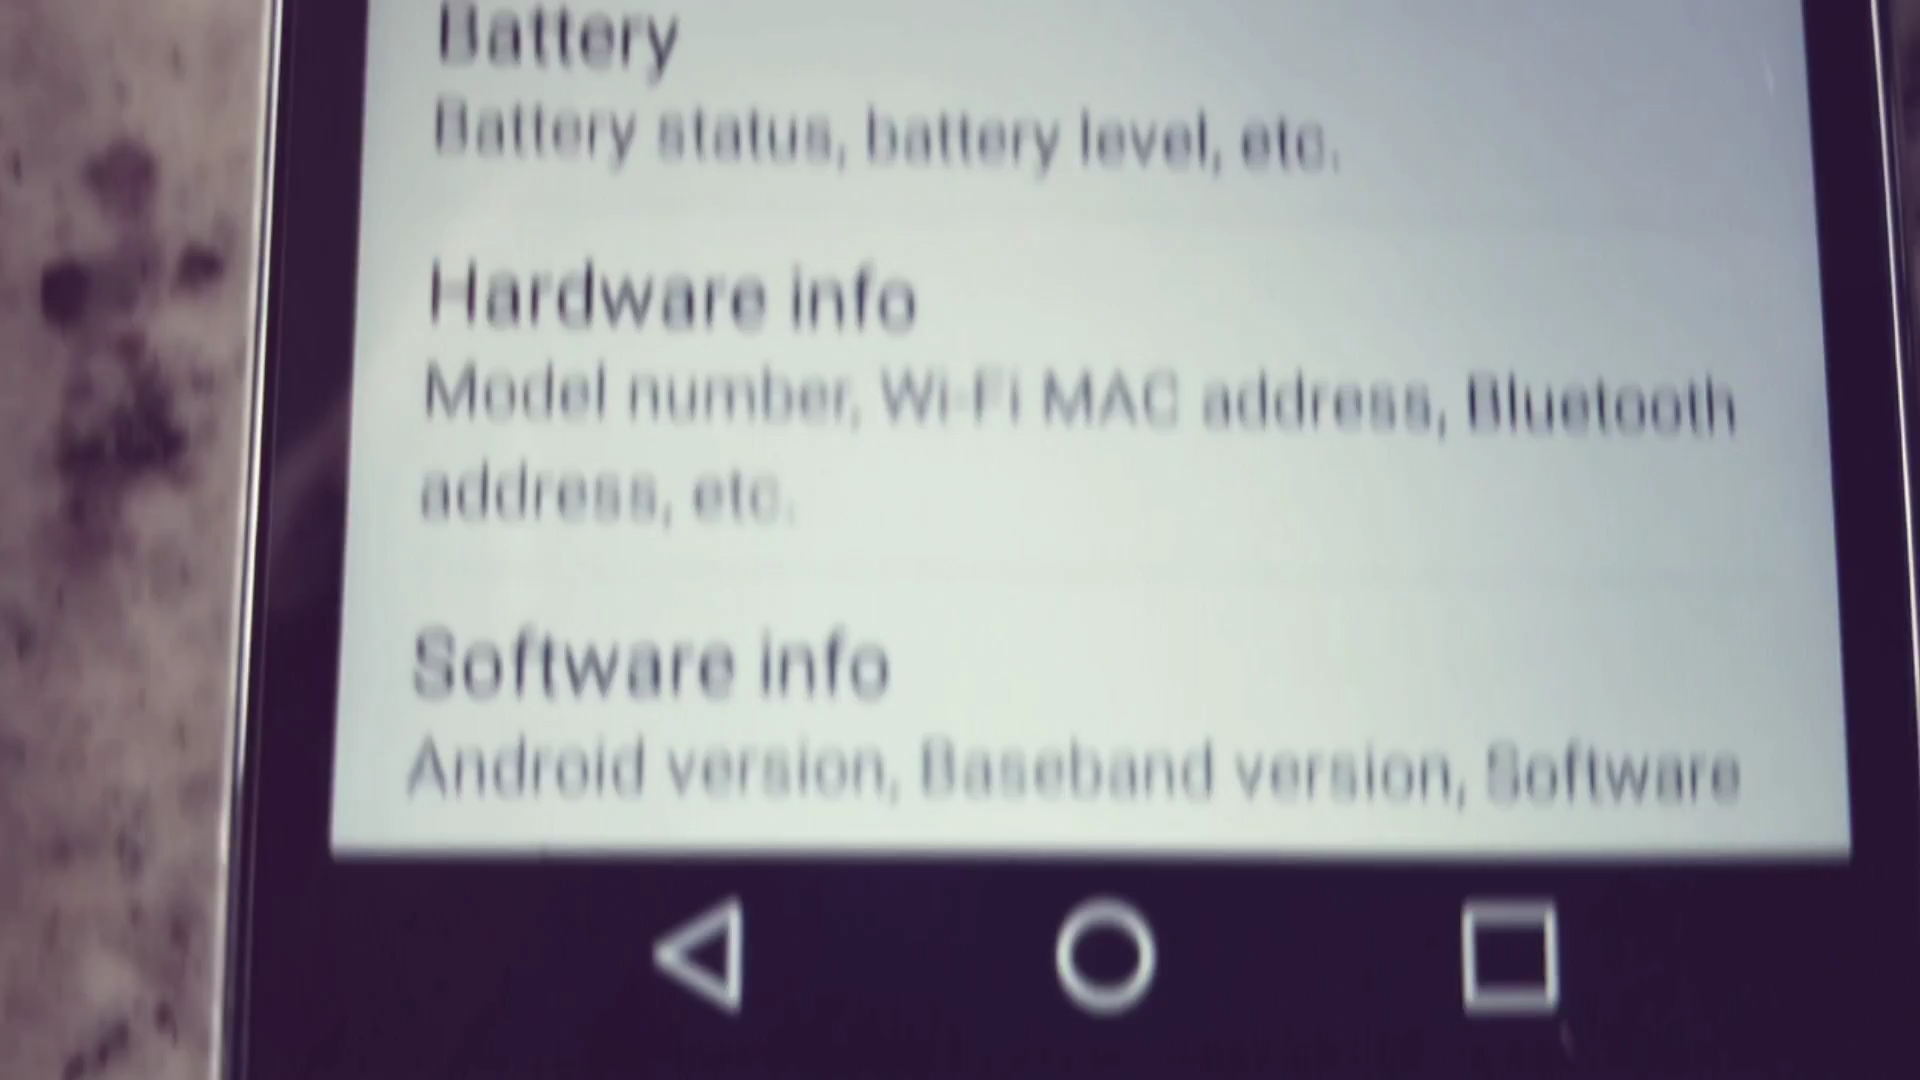 Battery
Battery status, battery level, etc.
Hardware info
Model number, Wi-Fi MAC address, Bluetooth
address, etc.
Software info
Android version, Baseband version, Software